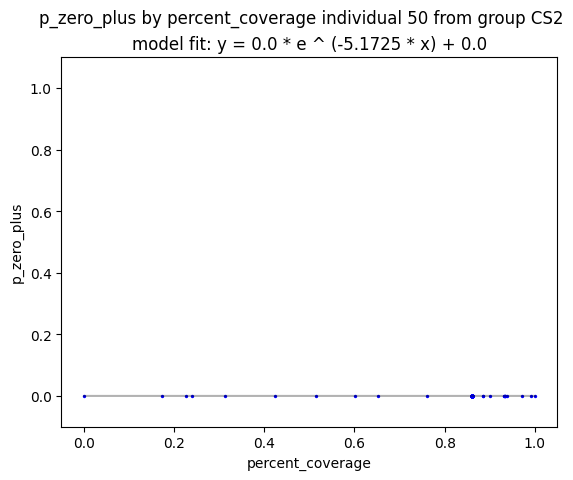 p_zero_plus by percent_coverage individual 50 from group CS2
model fit: y = 0.0 * e ^ (-5.1725 * x) + 0.0
1.0
0.8
0.6
0.4
0.2
0.0
p_zero_plus
0.0 0.2 0.4 0.6 0.8 1.0
percent_coverage